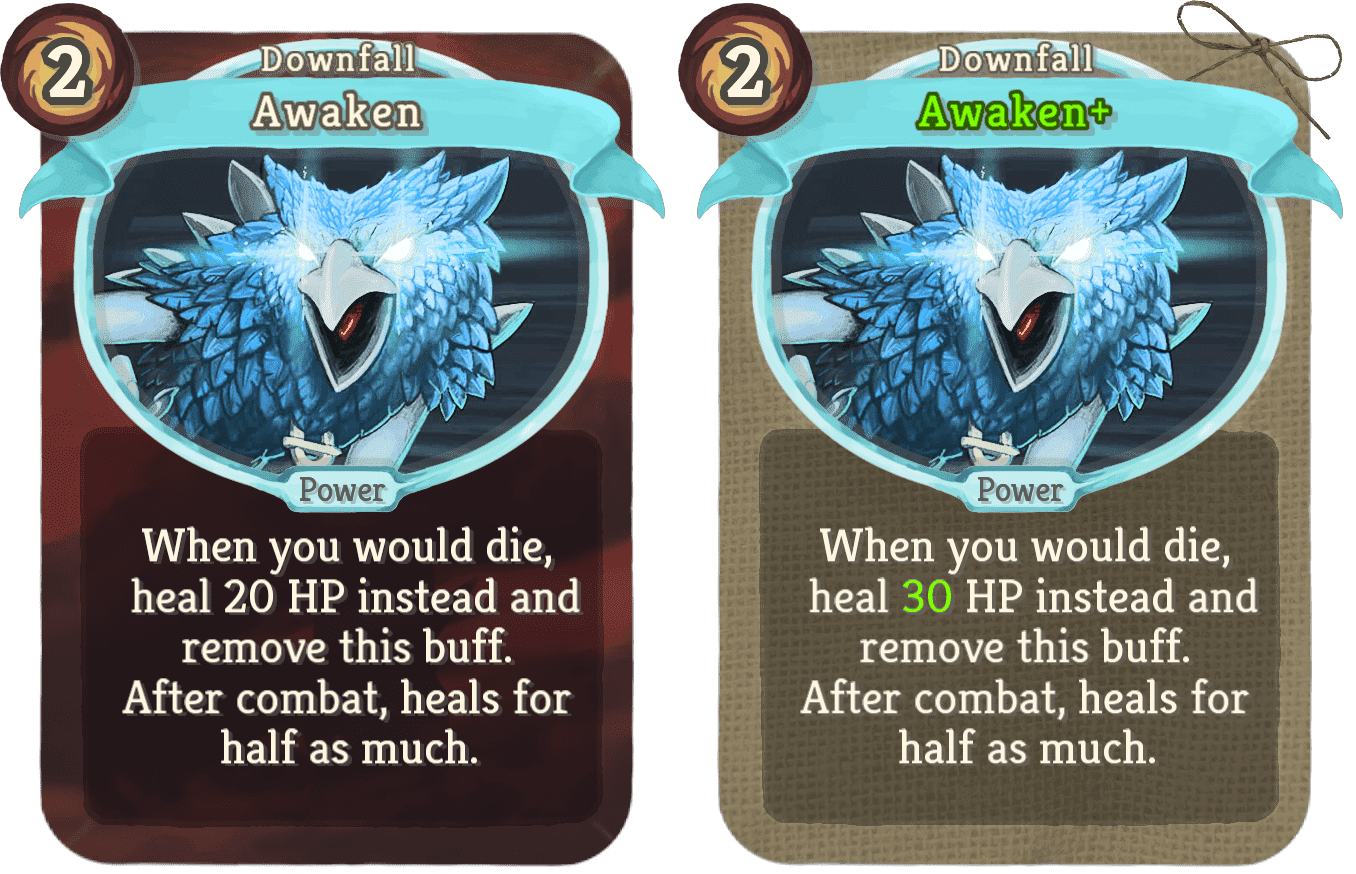 2
Downfall
Awaken
Power
When you would die,
heal 20 HP instead and
remove this buff.
After combat, heals for
half as much.
2
Downfall
Awaken+
Power
When you would die,
heal 30 HP instead and
remove this buff.
After combat, heals for
half as much.